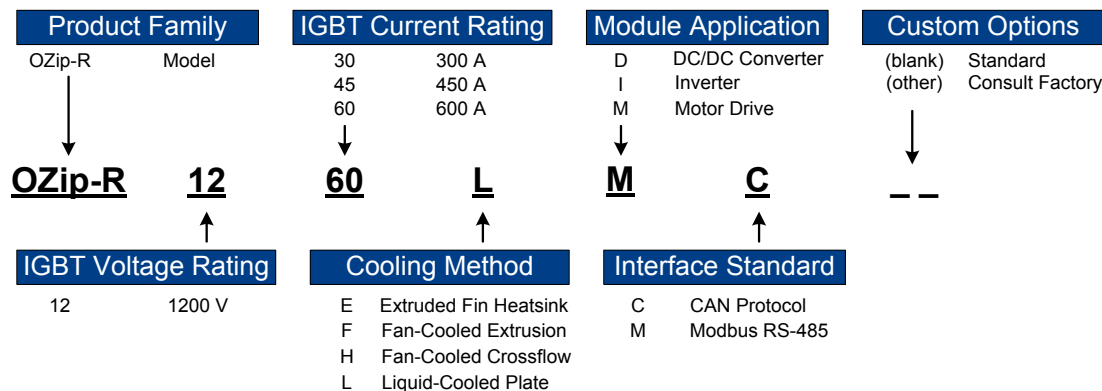 Product Family
IGBT Current Rating
Module Application
Custom Options
OZip-R Model
30 300 A
45 450 A
60 600 A
D DC/DC Converter
I Inverter
M Motor Drive
(blank) Standard
(other) Consult Factory
OZip-R 12 60 L M C _ _
IGBT Voltage Rating
Cooling Method
Interface Standard
12 1200 V
E Extruded Fin Heatsink
F Fan-Cooled Extrusion
H Fan-Cooled Crossflow
L Liquid-Cooled Plate
C CAN Protocol
M Modbus RS-485